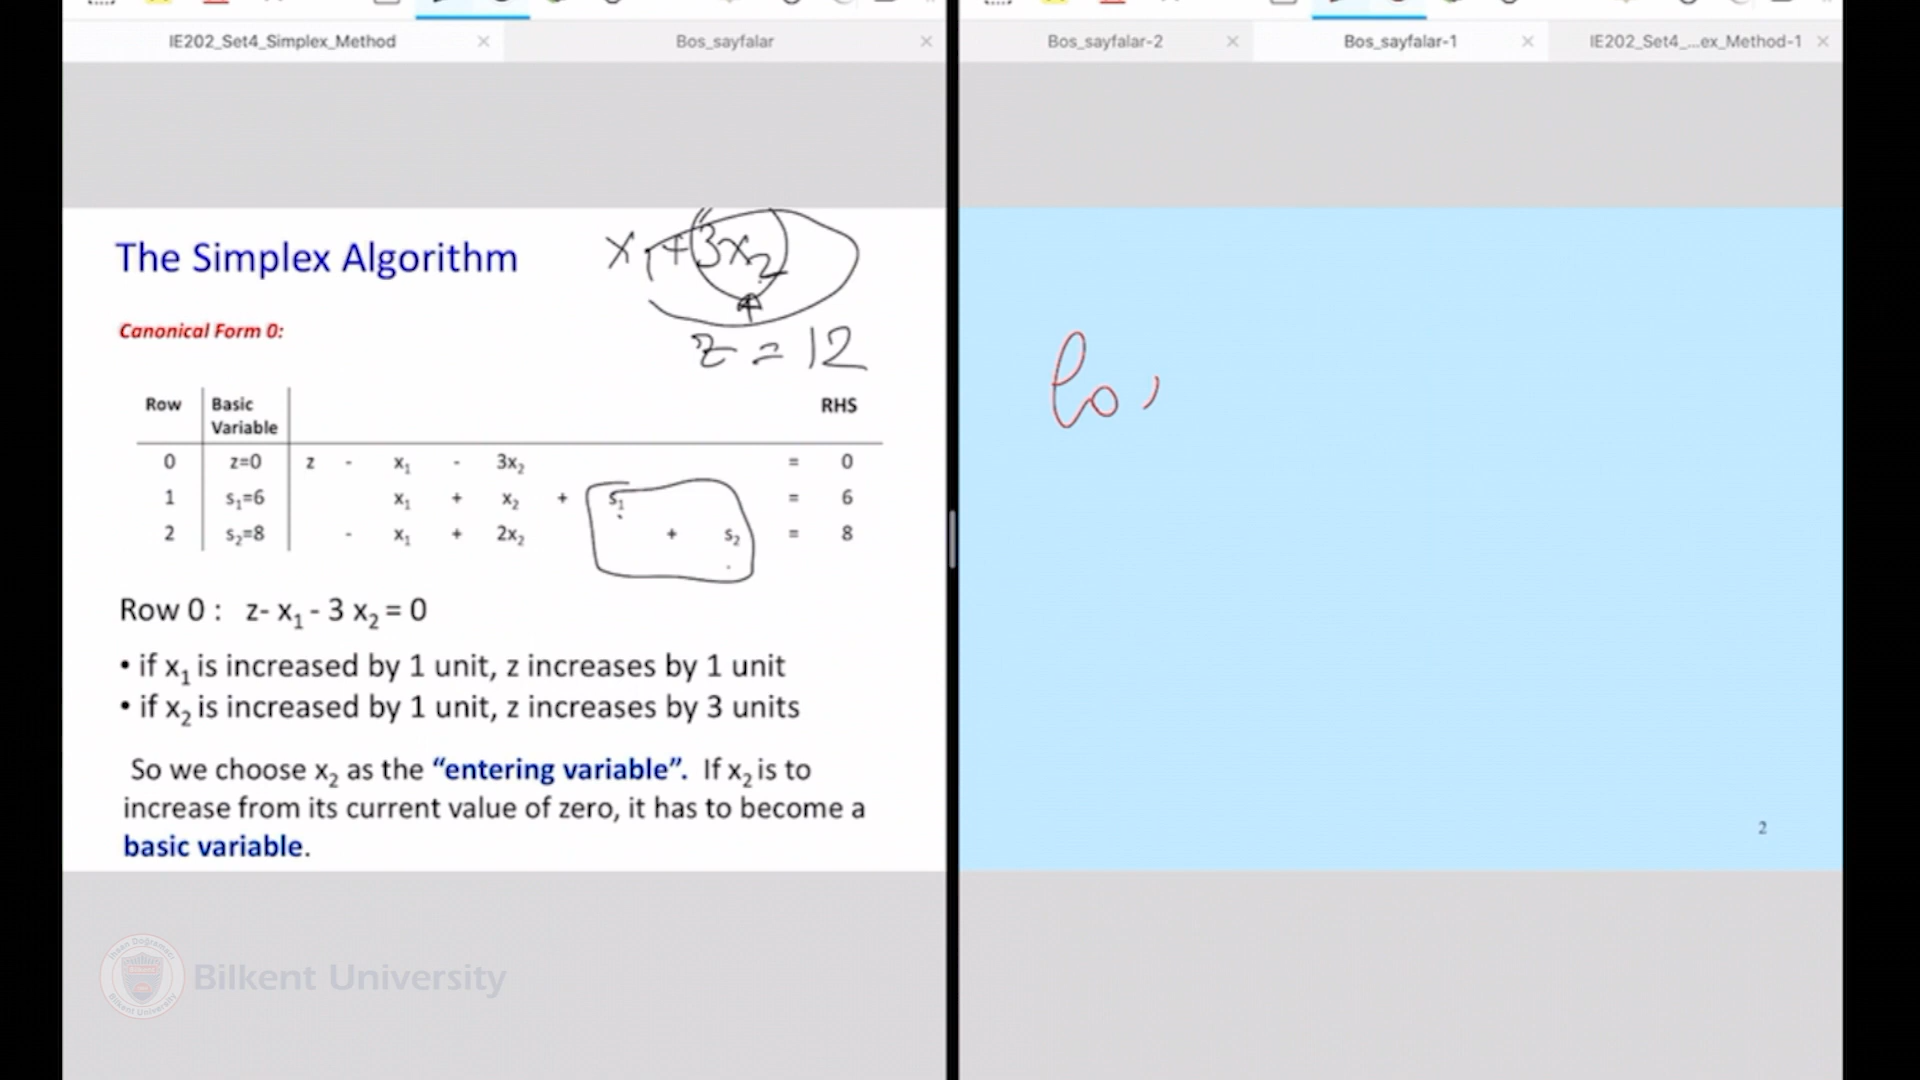 IE202_Set4_Simplex_Method
Bos_sayfalar
Bos_sayfalar-2
Bos_sayfalar-1
IE202_Set4_...ex_Method-1
The Simplex Algorithm
x₁+3x₂
z = 12
Canonical Form 0:
Row Basic Variable RHS
0 z=0 z - x₁ - 3x₂ = 0
1 s₁=6 x₁ + x₂ + s₁ = 6
2 s₂=8 - x₁ + 2x₂ + s₂ = 8
Row 0 : z- x₁ - 3 x₂ = 0
• if x₁ is increased by 1 unit, z increases by 1 unit
• if x₂ is increased by 1 unit, z increases by 3 units
So we choose x₂ as the “entering variable”. If x₂ is to
increase from its current value of zero, it has to become a
basic variable.
2
Bilkent University